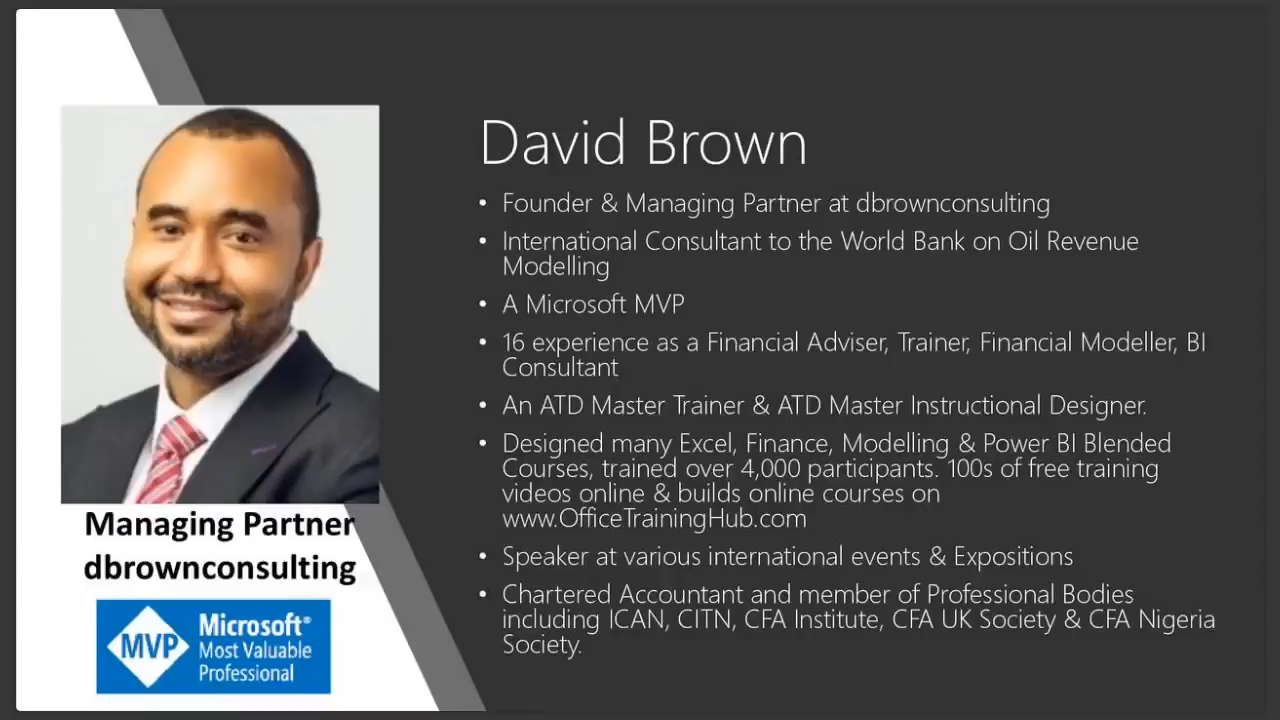 David Brown
• Founder & Managing Partner at dbrownconsulting
• International Consultant to the World Bank on Oil Revenue
Modelling
• A Microsoft MVP
• 16 experience as a Financial Adviser, Trainer, Financial Modeller, BI
Consultant
• An ATD Master Trainer & ATD Master Instructional Designer.
• Designed many Excel, Finance, Modelling & Power BI Blended
Courses, trained over 4,000 participants. 100s of free training
videos online & builds online courses on
www.OfficeTrainingHub.com
• Speaker at various international events & Expositions
• Chartered Accountant and member of Professional Bodies
including ICAN, CITN, CFA Institute, CFA UK Society & CFA Nigeria
Society.
Managing Partner
dbrownconsulting
MVP
Microsoft®
Most Valuable
Professional